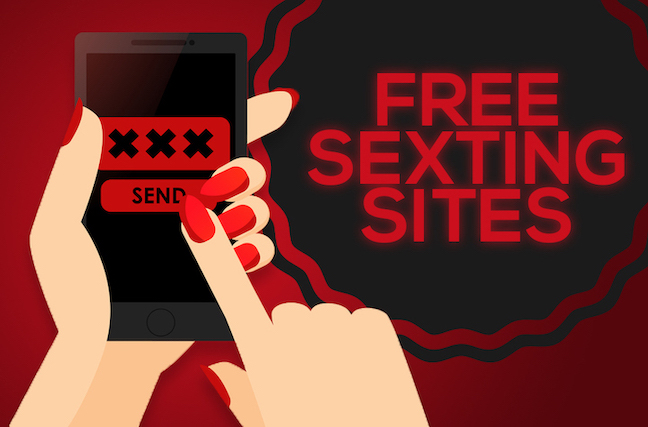 XXX
SEND
FREE
SEXTING
SITES